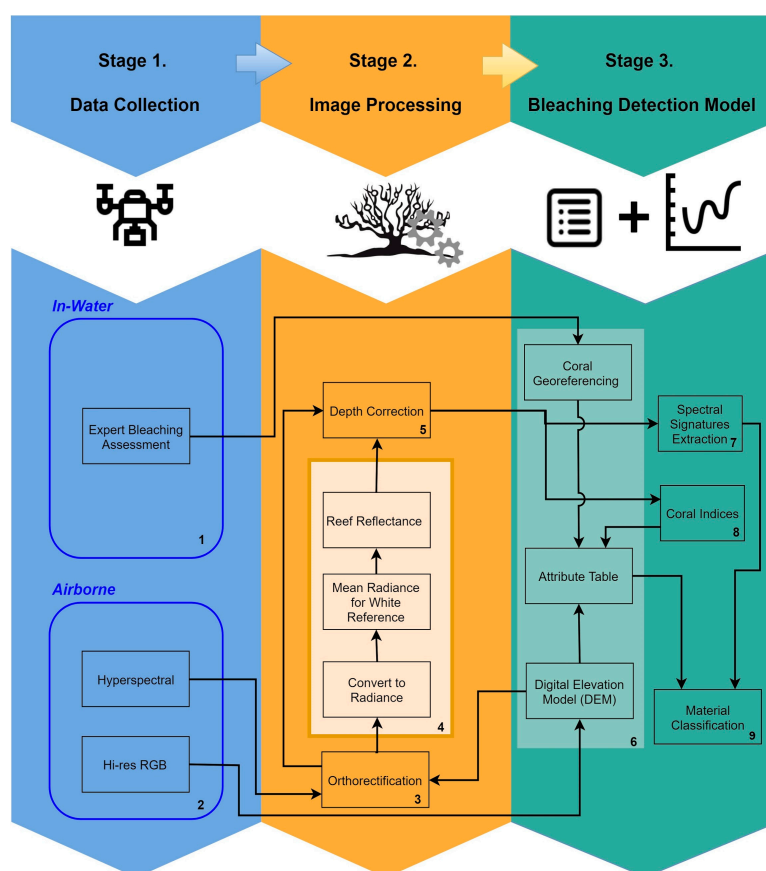 Stage 1.
Data Collection
Stage 2.
Image Processing
Stage 3.
Bleaching Detection Model
In-Water
Expert Bleaching
Assessment
1
Airborne
Hyperspectral
Hi-res RGB
2
Depth Correction
5
Reef Reflectance
Mean Radiance
for White
Reference
Convert to
Radiance
4
Orthorectification
3
Coral
Georeferencing
Attribute Table
Digital Elevation
Model (DEM)
6
Spectral
Signatures
Extraction
7
Coral Indices
8
Material
Classification
9